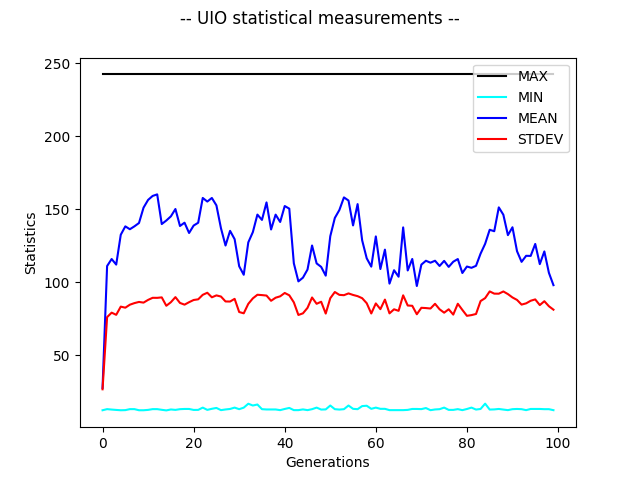 -- UIO statistical measurements --
250
200
150
100
50
Statistics
MAX
MIN
MEAN
STDEV
0 20 40 60 80 100
Generations